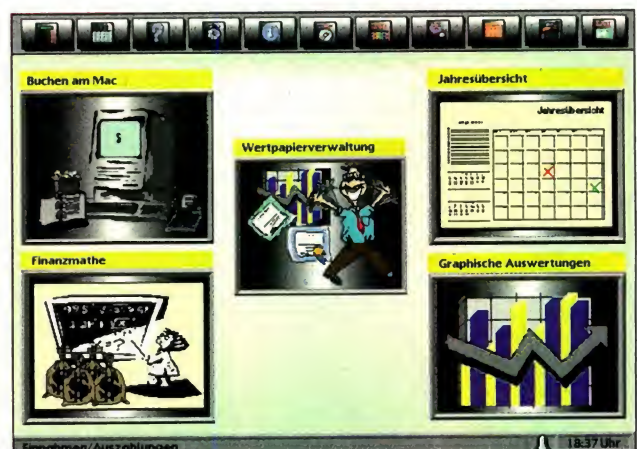 Buchen am Mac
$
Finanzmathe
?
Wertpapierverwaltung
Jahresübersicht
Jahresübersicht
Graphische Auswertungen
Einnahmen/Auszahlungen
18:37 Uhr